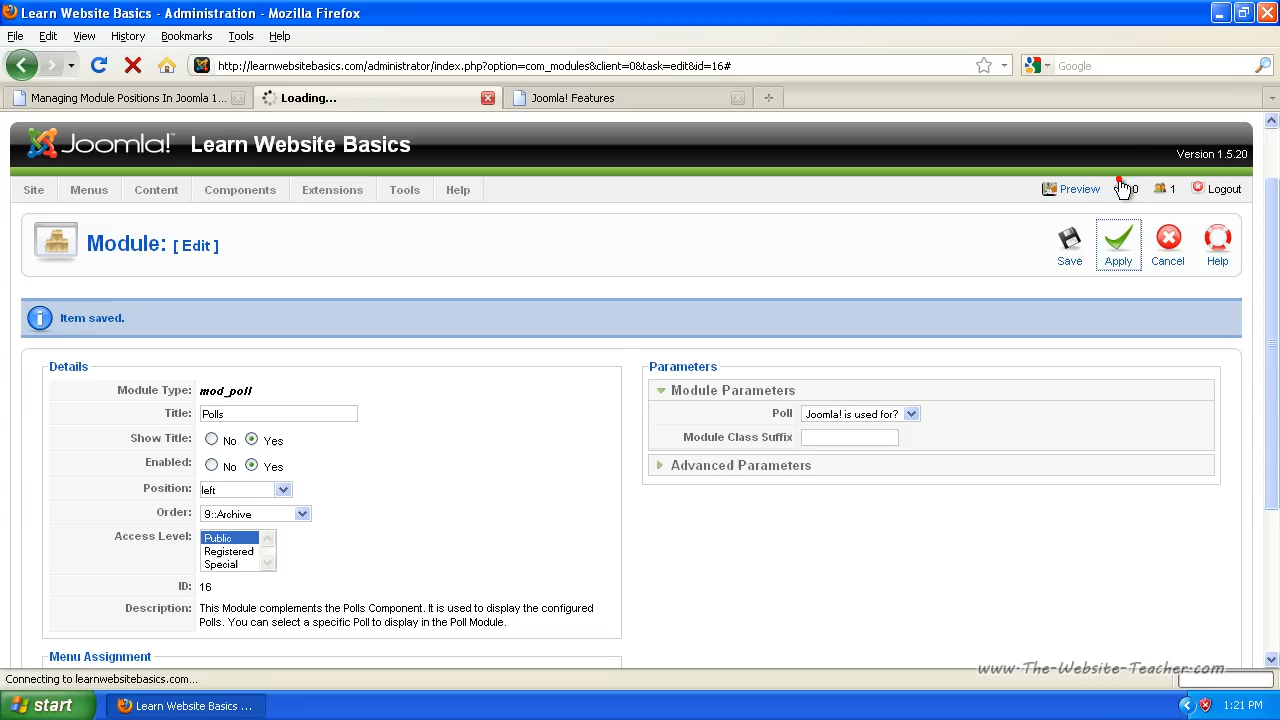 Learn Website Basics - Administration - Mozilla Firefox
File Edit View History Bookmarks Tools Help
http://learnwebsitebasics.com/administrator/index.php?option=com_modules&client=0&task=edit&id=16#
Google
Managing Module Positions In Joomla 1... Loading... Joomla! Features
Joomla!™ Learn Website Basics
Version 1.5.20
Site Menus Content Components Extensions Tools Help Preview 0 1 Logout
Module: [ Edit ]
Save Apply Cancel Help
Item saved.
Details
Module Type: mod_poll
Title: Polls
Show Title: No Yes
Enabled: No Yes
Position: left
Order: 9::Archive
Access Level: Public
Registered
Special
ID: 16
Description: This Module complements the Polls Component. It is used to display the configured
Polls. You can select a specific Poll to display in the Poll Module.
Menu Assignment
Parameters
Module Parameters
Poll Joomla! is used for?
Module Class Suffix
Advanced Parameters
www.The-Website-Teacher.com
Connecting to learnwebsitebasics.com...
start Learn Website Basics ... 1:21 PM